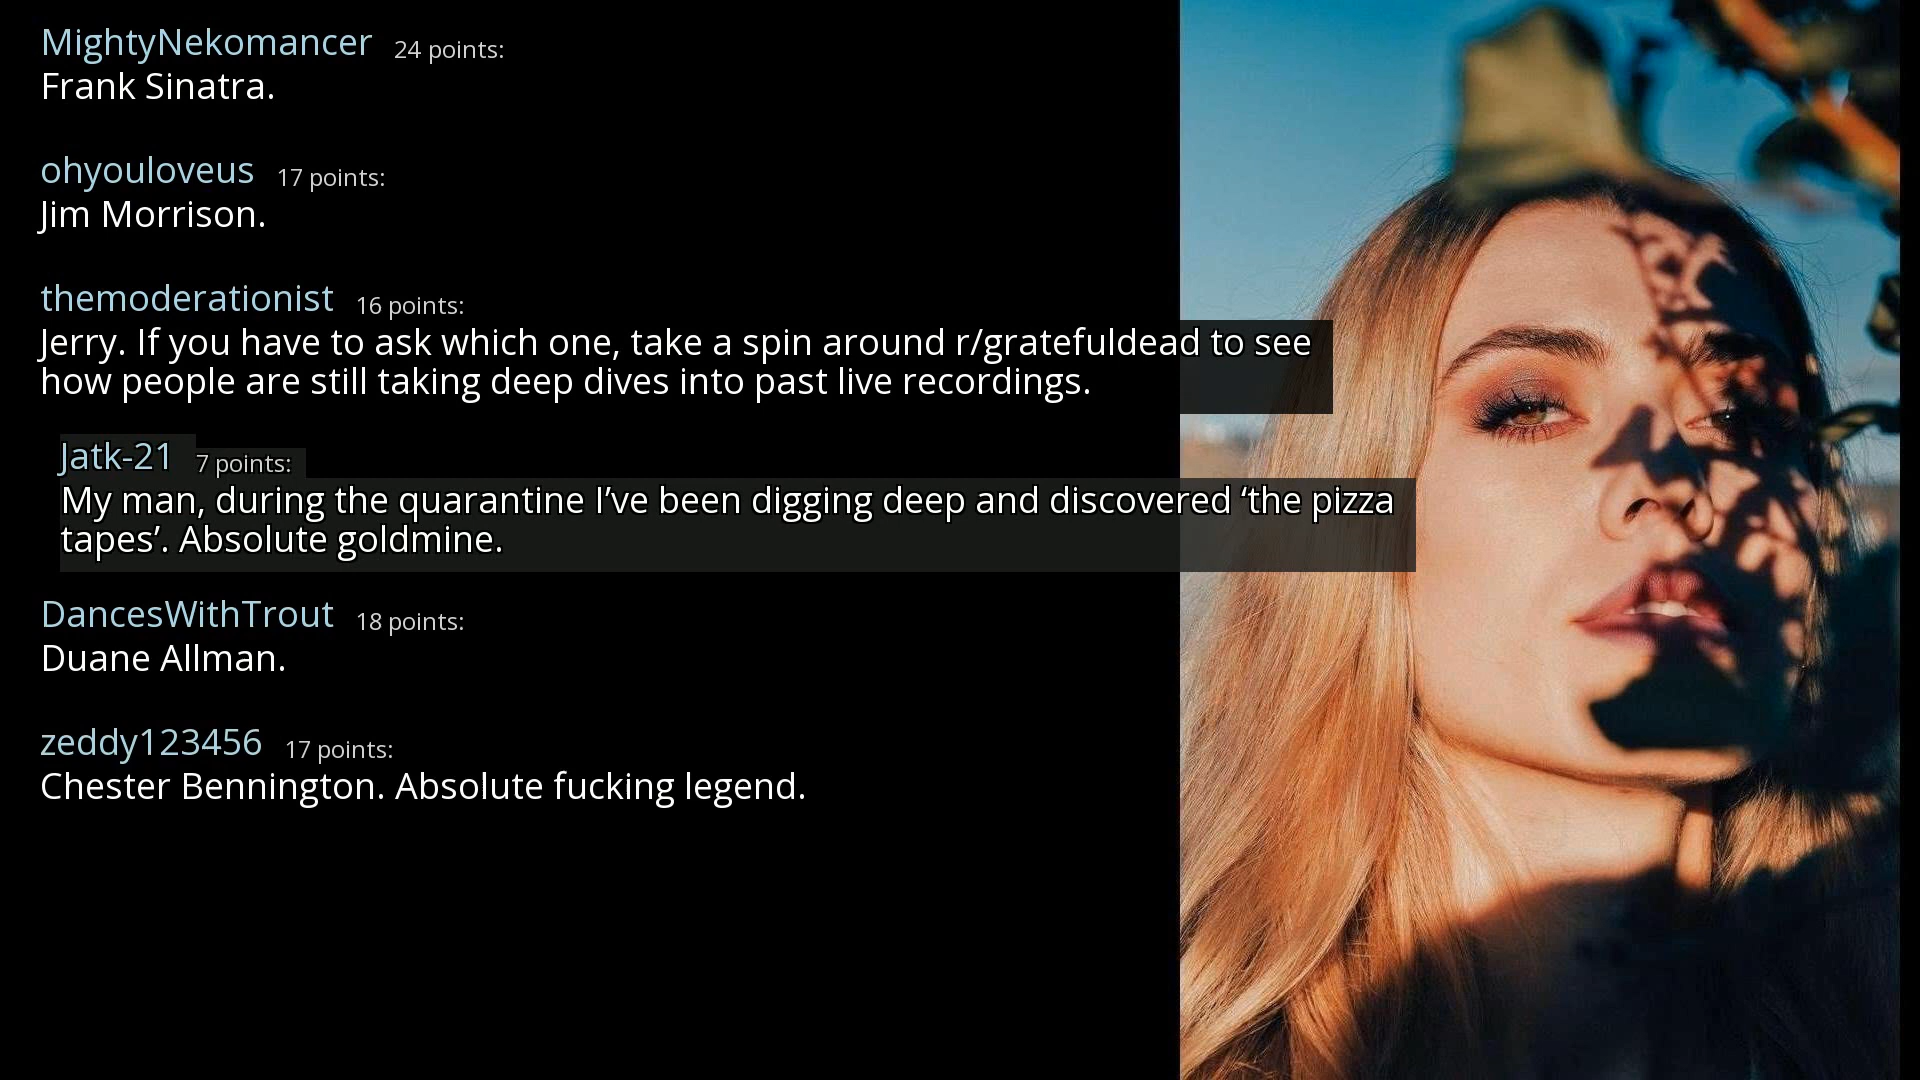 MightyNekomancer 24 points:
Frank Sinatra.
ohyouloveus 17 points:
Jim Morrison.
themoderationist 16 points:
Jerry. If you have to ask which one, take a spin around r/gratefuldead to see
how people are still taking deep dives into past live recordings.
Jatk-21 7 points:
My man, during the quarantine I’ve been digging deep and discovered ‘the pizza
tapes’. Absolute goldmine.
DancesWithTrout 18 points:
Duane Allman.
zeddy123456 17 points:
Chester Bennington. Absolute fucking legend.